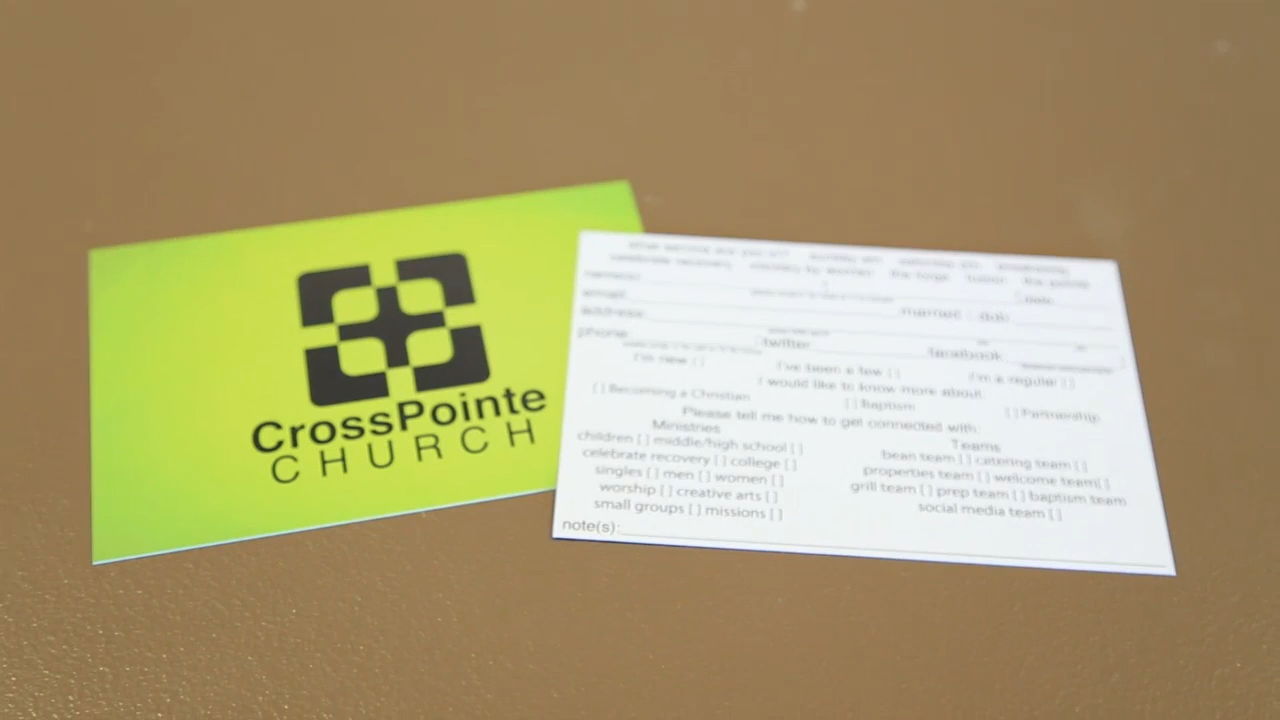 CrossPointe
CHURCH
celebrate recovery
name(s):
email:
address: married dob
phone: twitter facebook
I'm new [ ] I've been a few [ ] I'm a regular [ ]
I would like to know more about:
[ ] Becoming a Christian [ ] Baptism [ ] Partnership
Please tell me how to get connected with:
Ministries
children [ ] middle/high school [ ]
celebrate recovery [ ] college [ ]
singles [ ] men [ ] women [ ]
worship [ ] creative arts [ ]
small groups [ ] missions [ ]
Teams
bean team [ ] catering team [ ]
properties team [ ] welcome team[ ]
grill team [ ] prep team [ ] baptism team
social media team [ ]
note(s):